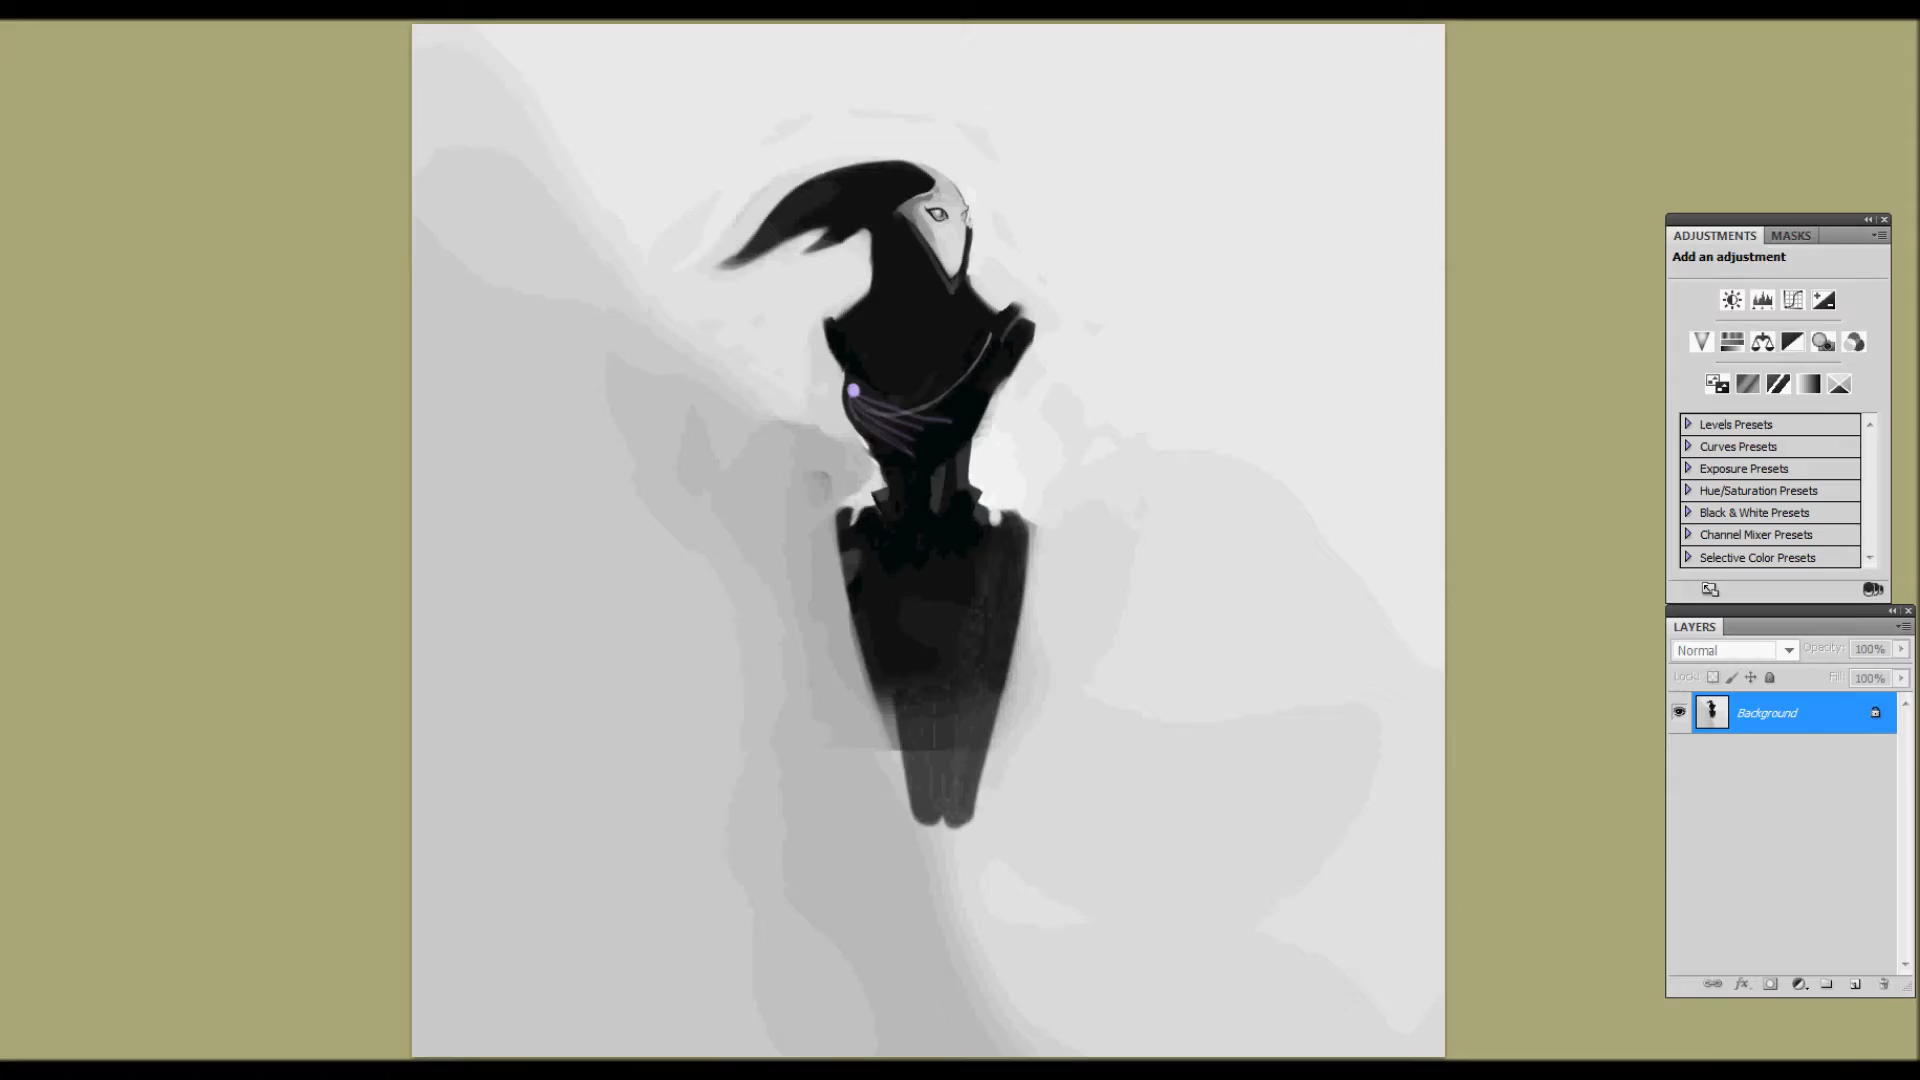 ADJUSTMENTS MASKS
Add an adjustment
Levels Presets
Curves Presets
Exposure Presets
Hue/Saturation Presets
Black & White Presets
Channel Mixer Presets
Selective Color Presets
LAYERS
Normal Opacity: 100%
Lock: Fill: 100%
Background